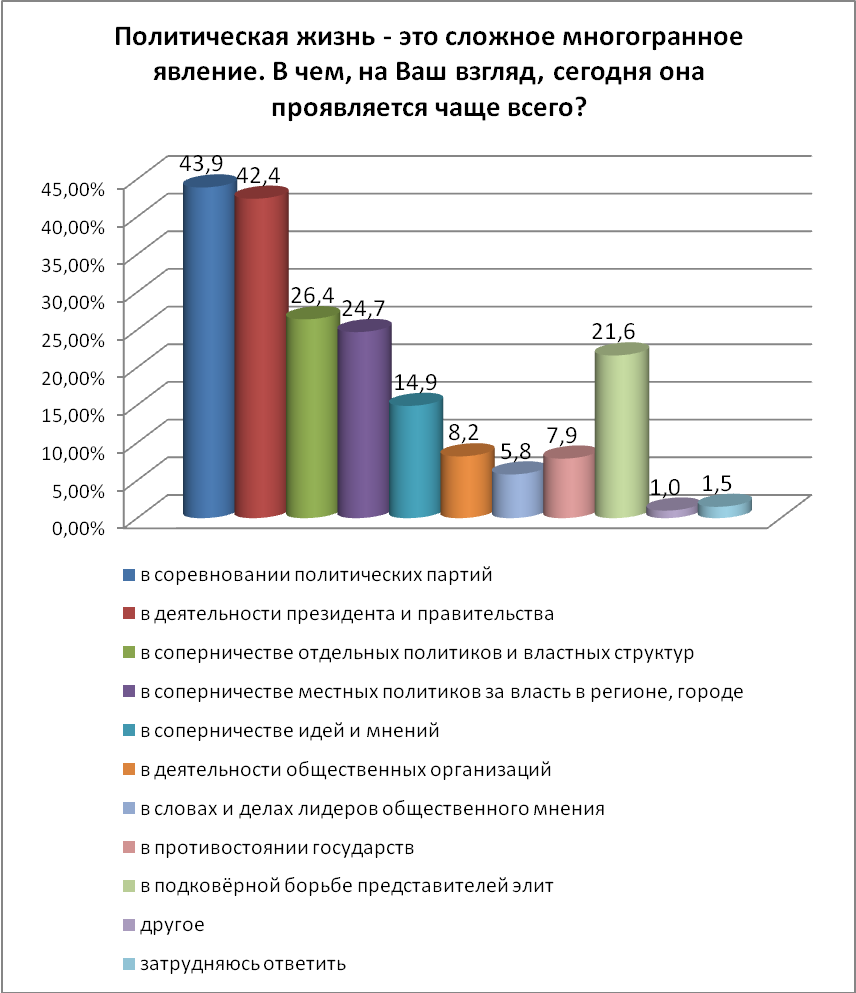 Политическая жизнь - это сложное многогранное
явление. В чем, на Ваш взгляд, сегодня она
проявляется чаще всего?
45,00%
40,00%
35,00%
30,00%
25,00%
20,00%
15,00%
10,00%
5,00%
0,00%
43,9
42,4
26,4
24,7
14,9
8,2
5,8
7,9
21,6
1,0
1,5
в соревновании политических партий
в деятельности президента и правительства
в соперничестве отдельных политиков и властных структур
в соперничестве местных политиков за власть в регионе, городе
в соперничестве идей и мнений
в деятельности общественных организаций
в словах и делах лидеров общественного мнения
в противостоянии государств
в подковёрной борьбе представителей элит
другое
затрудняюсь ответить